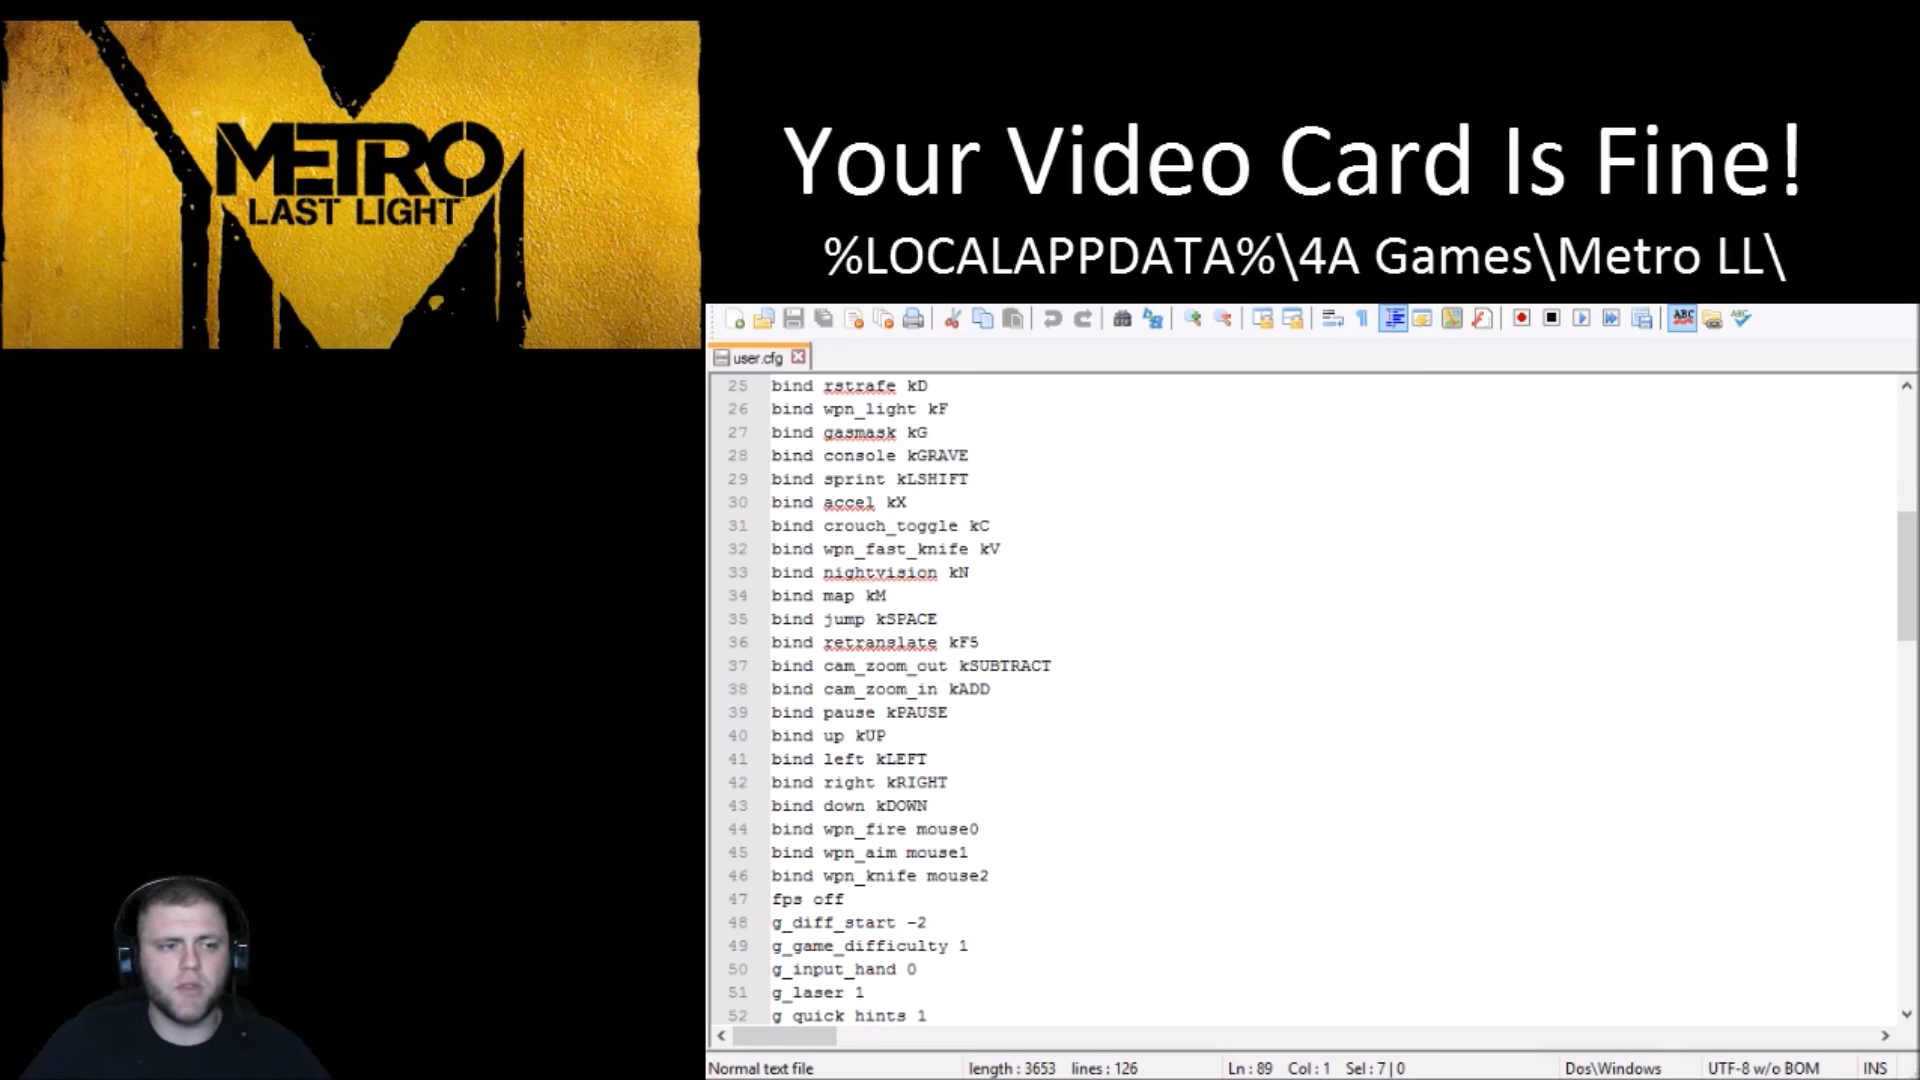 METRO
LAST LIGHT
Your Video Card Is Fine!
%LOCALAPPDATA%\4A Games\Metro LL\
ABC
ABC
user.cfg
25 bind rstrafe kD
26 bind wpn_light kF
27 bind gasmask kG
28 bind console kGRAVE
29 bind sprint kLSHIFT
30 bind accel kX
31 bind crouch_toggle kC
32 bind wpn_fast_knife kV
33 bind nightvision kN
34 bind map kM
35 bind jump kSPACE
36 bind retranslate kF5
37 bind cam_zoom_out kSUBTRACT
38 bind cam_zoom_in kADD
39 bind pause kPAUSE
40 bind up kUP
41 bind left kLEFT
42 bind right kRIGHT
43 bind down kDOWN
44 bind wpn_fire mouse0
45 bind wpn_aim mouse1
46 bind wpn_knife mouse2
47 fps off
48 g_diff_start -2
49 g_game_difficulty 1
50 g_input_hand 0
51 g_laser 1
52 g_quick_hints 1
Normal text file length : 3653 lines : 126 Ln : 89 Col : 1 Sel : 7 | 0 Dos\Windows UTF-8 w/o BOM INS